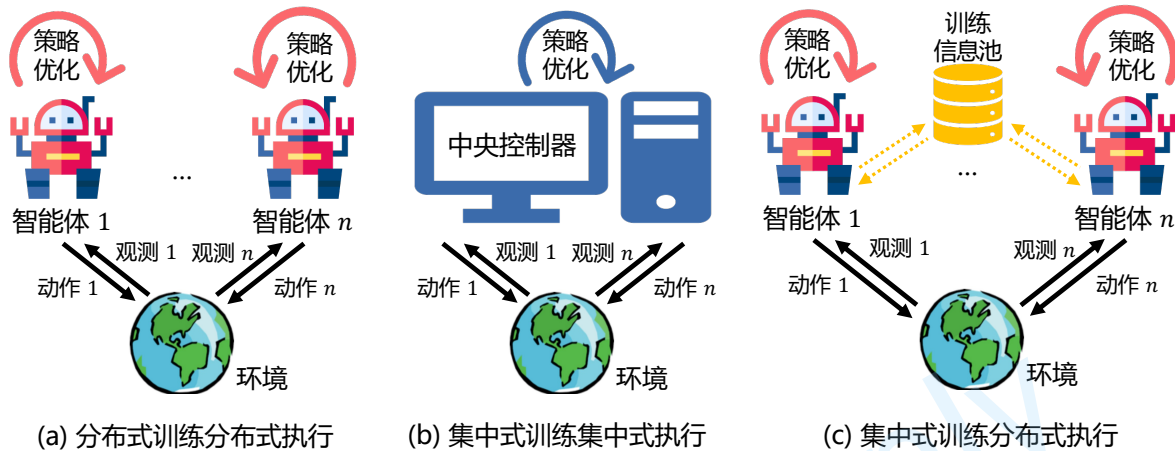 策略
优化
策略
优化
...
智能体 1
智能体 n
观测 1
观测 n
动作 1
动作 n
环境
(a) 分布式训练分布式执行
策略
优化
中央控制器
观测 1
观测 n
动作 1
动作 n
环境
(b) 集中式训练集中式执行
策略
优化
训练
信息池
策略
优化
...
智能体 1
智能体 n
观测 1
观测 n
动作 1
动作 n
环境
(c) 集中式训练分布式执行